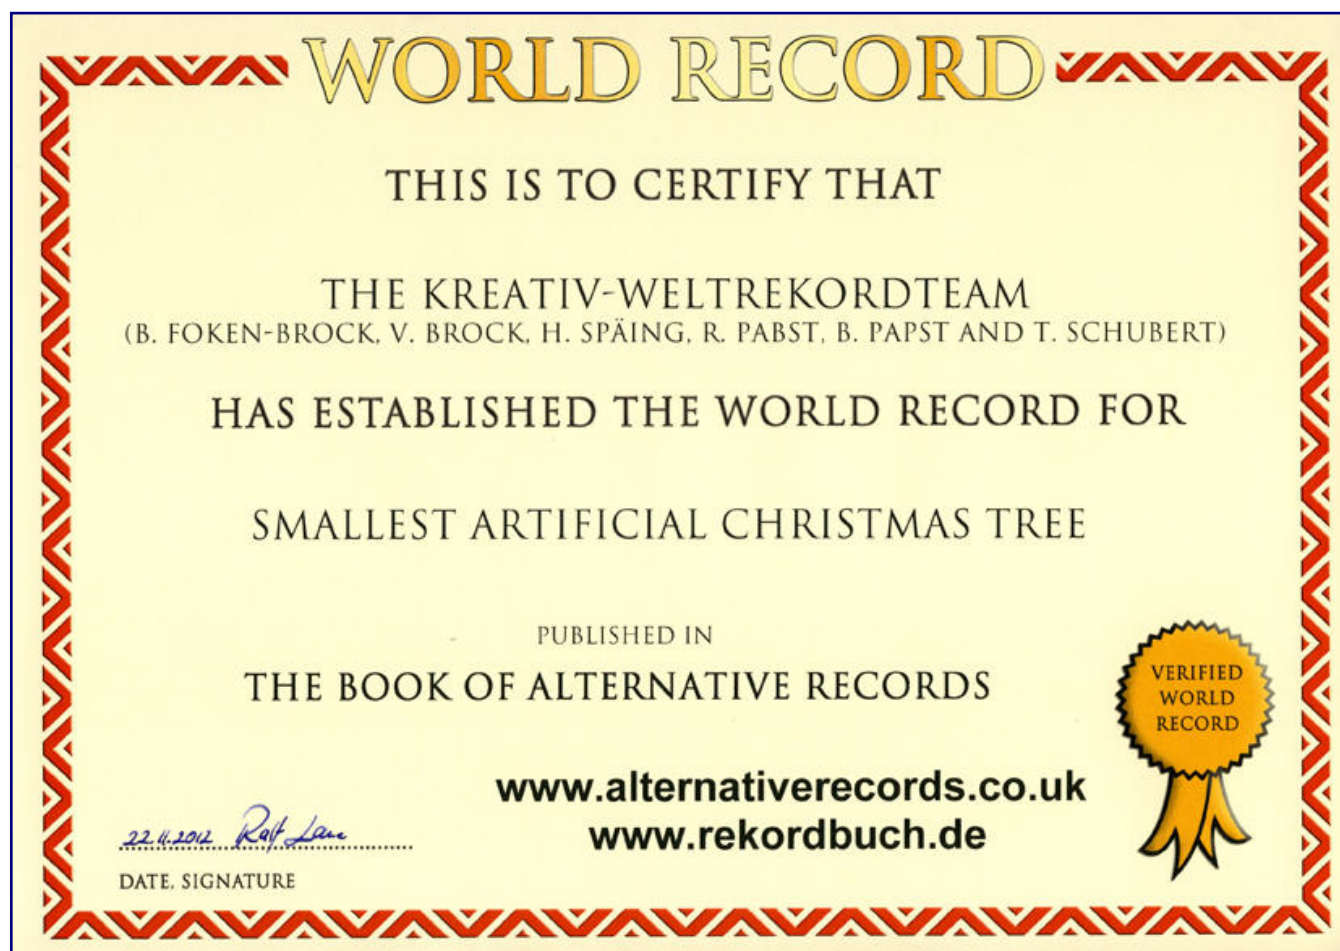 WORLD RECORD
THIS IS TO CERTIFY THAT
THE KREATIV-WELTREKORDTEAM
(B. FOKEN-BROCK, V. BROCK, H. SPÄING, R. PABST, B. PAPST AND T. SCHUBERT)
HAS ESTABLISHED THE WORLD RECORD FOR
SMALLEST ARTIFICIAL CHRISTMAS TREE
PUBLISHED IN
THE BOOK OF ALTERNATIVE RECORDS
VERIFIED
WORLD
RECORD
www.alternativerecords.co.uk
www.rekordbuch.de
22.11.2012 Ralf
DATE, SIGNATURE